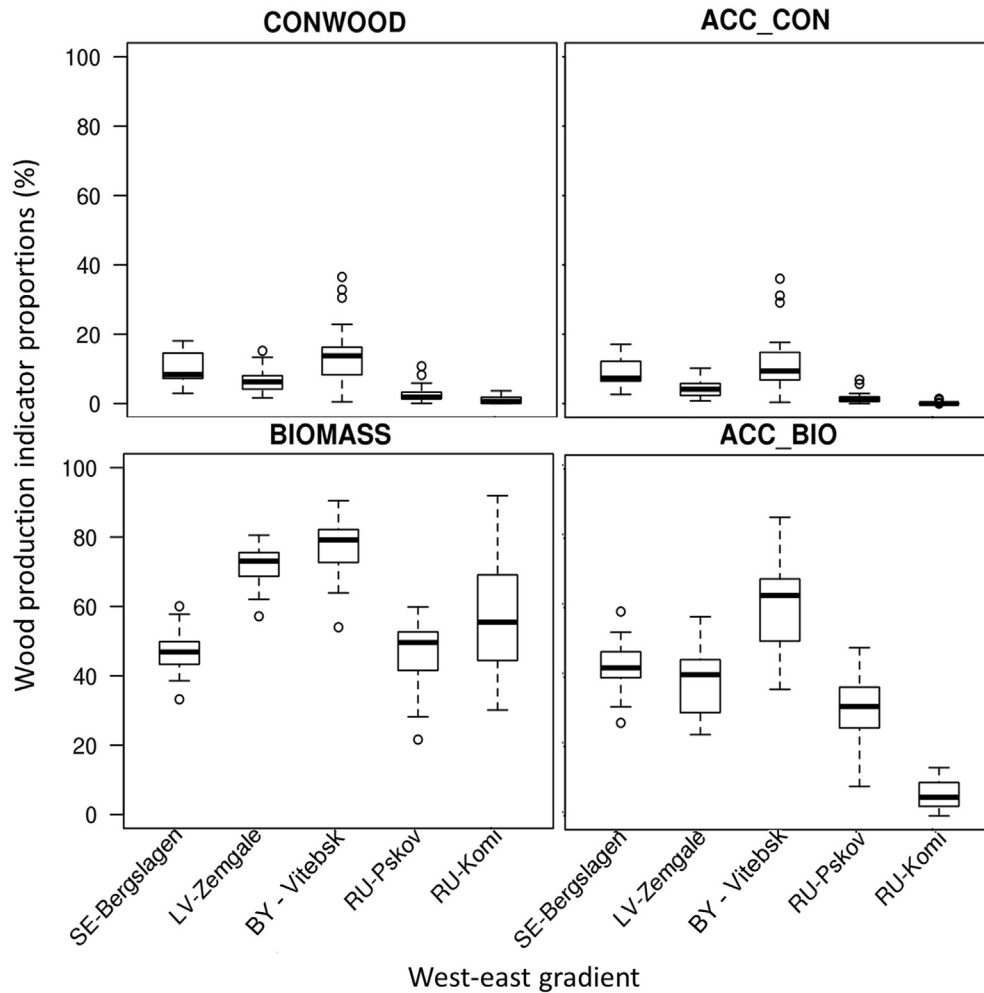 CONWOOD
ACC_CON
100
80
60
40
20
0
BIOMASS
ACC_BIO
100
80
60
40
20
0
Wood production indicator proportions (%)
SE-Bergslagen
LV-Zemgale
BY - Vitebsk
RU-Pskov
RU-Komi
SE-Bergslagen
LV-Zemgale
BY - Vitebsk
RU-Pskov
RU-Komi
West-east gradient